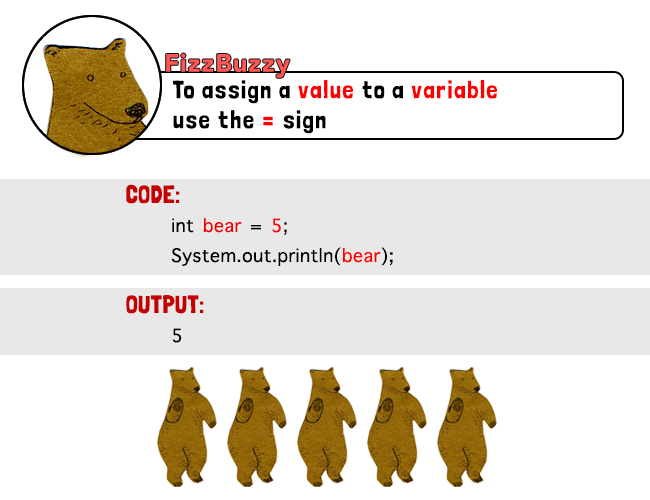 FizzBuzzy
To assign a value to a variable
use the = sign
CODE:
int bear = 5;
System.out.println(bear);
OUTPUT:
5